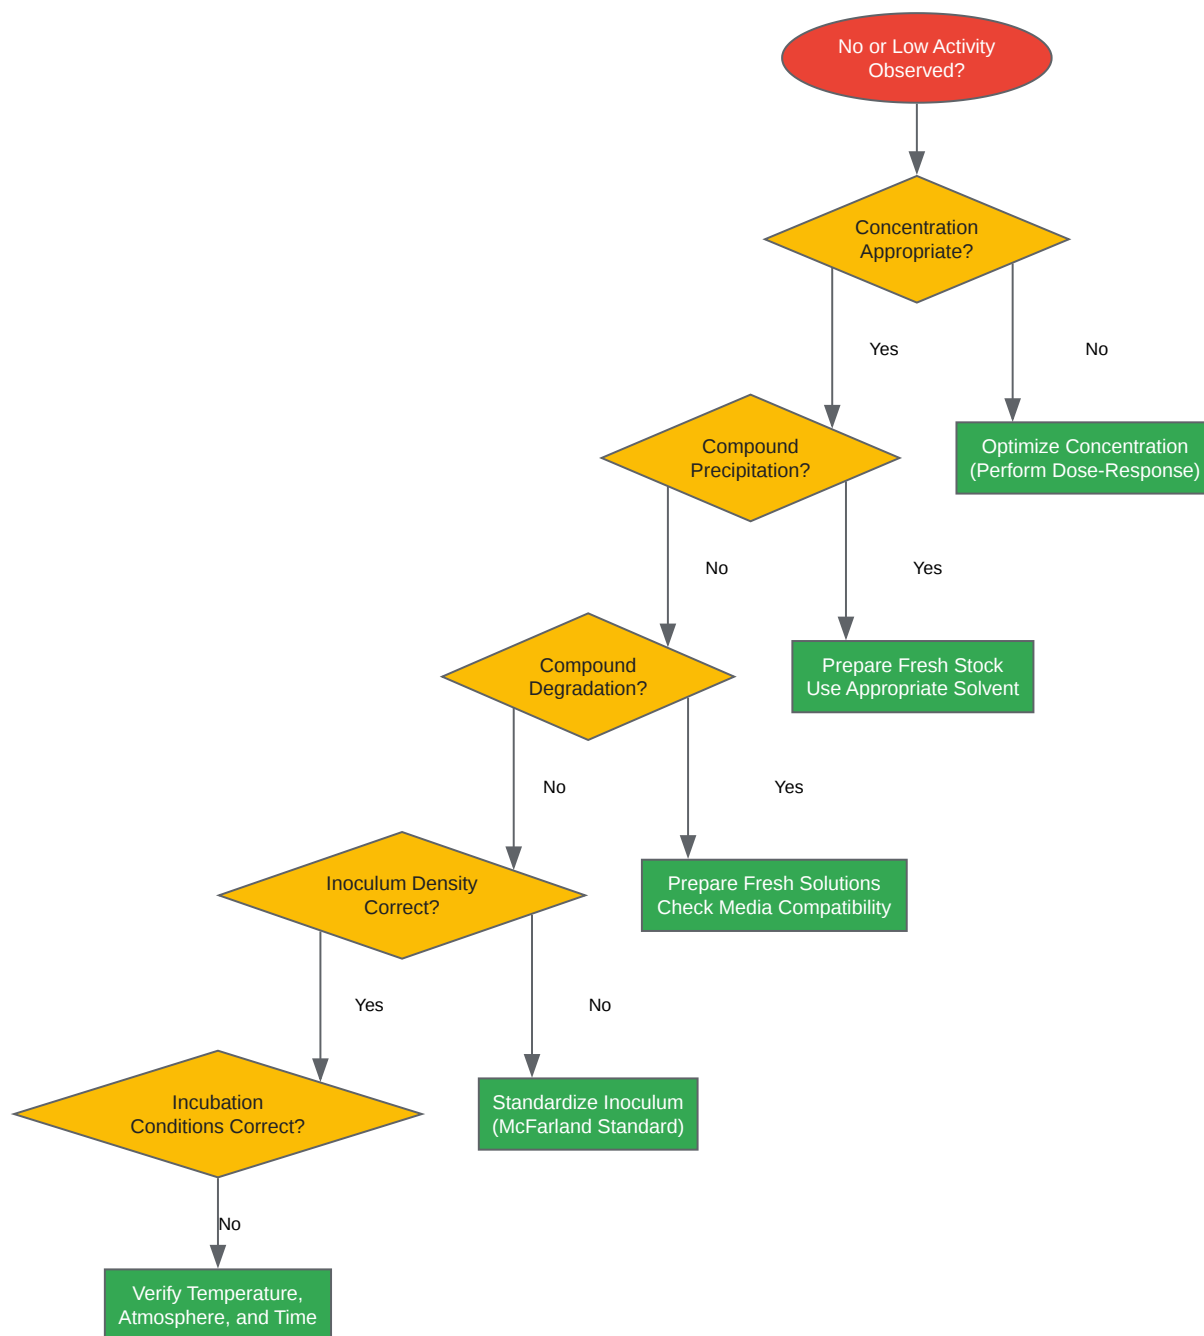 No or Low Activity
Observed?
Concentration
Appropriate?
Yes
No
Compound
Precipitation?
Optimize Concentration
(Perform Dose-Response)
No
Yes
Compound
Degradation?
Prepare Fresh Stock
Use Appropriate Solvent
No
Yes
Inoculum Density
Correct?
Prepare Fresh Solutions
Check Media Compatibility
Yes
No
Incubation
Conditions Correct?
Standardize Inoculum
(McFarland Standard)
No
Verify Temperature,
Atmosphere, and Time